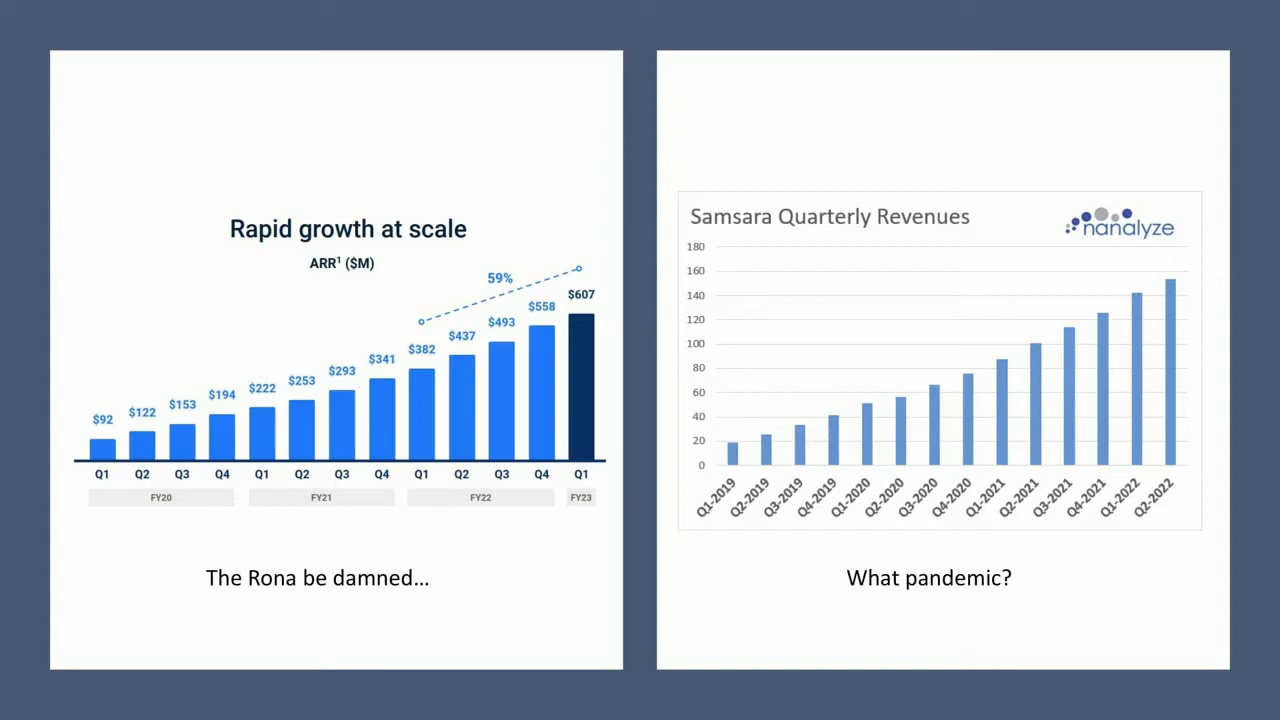 Rapid growth at scale
ARR¹ ($M)
59%
$92 $122 $153 $194 $222 $253 $293 $341 $382 $437 $493 $558 $607
Q1 Q2 Q3 Q4 Q1 Q2 Q3 Q4 Q1 Q2 Q3 Q4 Q1
FY20 FY21 FY22 FY23
The Rona be damned...
Samsara Quarterly Revenues
nanalyze
180
160
140
120
100
80
60
40
20
0
Q1-2019 Q2-2019 Q3-2019 Q4-2019 Q1-2020 Q2-2020 Q3-2020 Q4-2020 Q1-2021 Q2-2021 Q3-2021 Q4-2021 Q1-2022 Q2-2022
What pandemic?